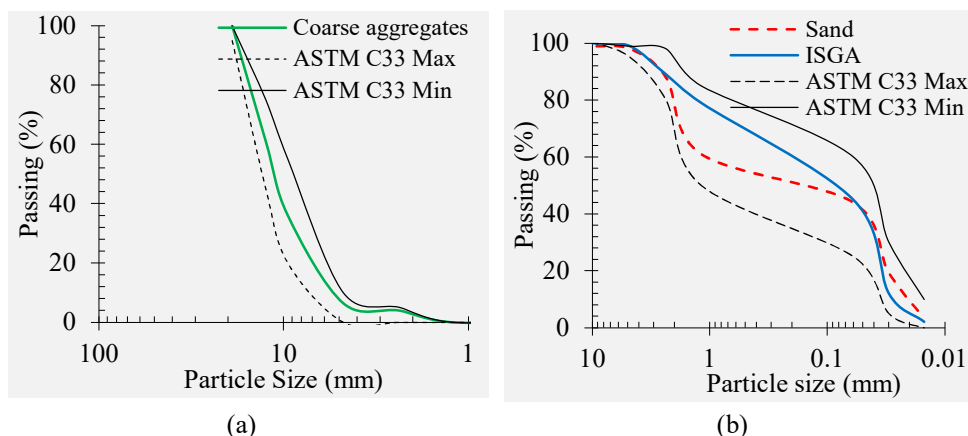 Coarse aggregates
ASTM C33 Max
ASTM C33 Min
Passing (%)
100
80
60
40
20
0
100
10
1
Particle Size (mm)
(a)
Sand
ISGA
ASTM C33 Max
ASTM C33 Min
Passing (%)
100
80
60
40
20
0
10
1
0.1
0.01
Particle size (mm)
(b)